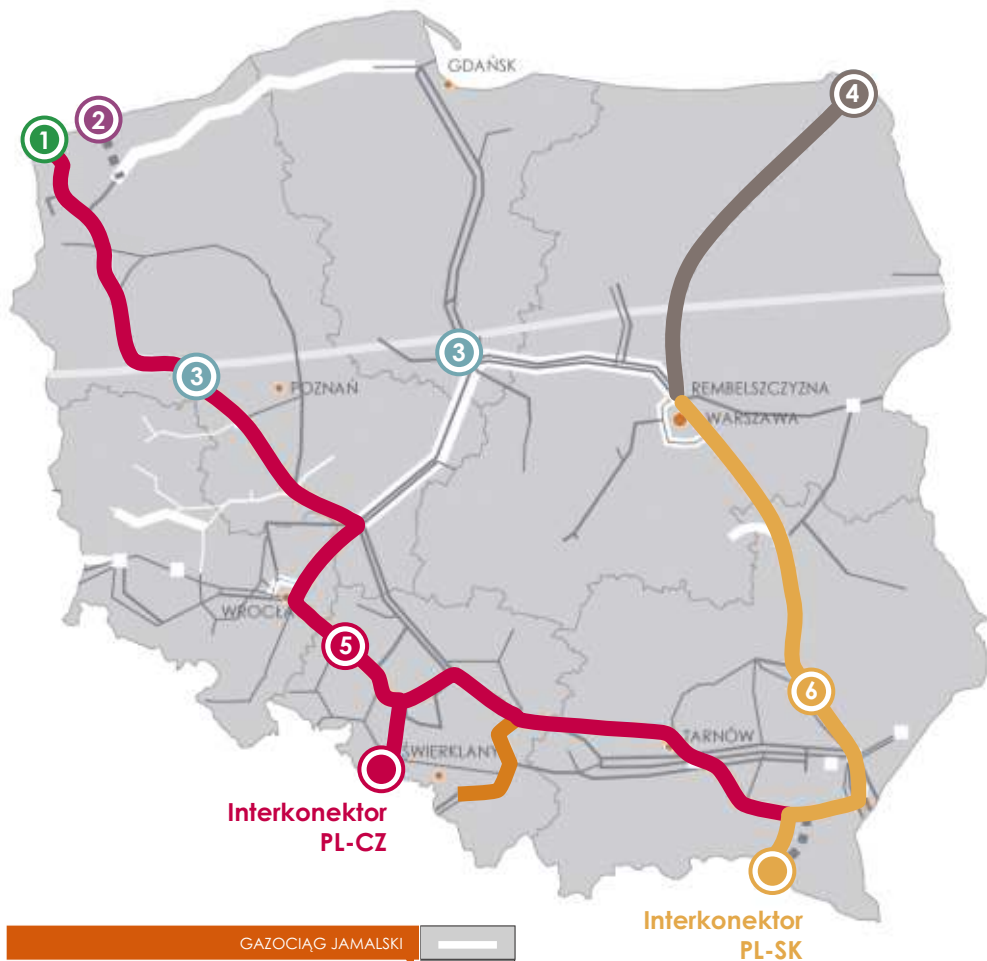 GDAŃSK
4
2
1
3
3
POZNAŃ
REMBELSZCZYZNA
WARSZAWA
WROCŁA
5
6
TARNÓW
ŚWIERKLANY
Interkonektor
PL-CZ
Interkonektor
PL-SK
GAZOCIĄG JAMALSKI